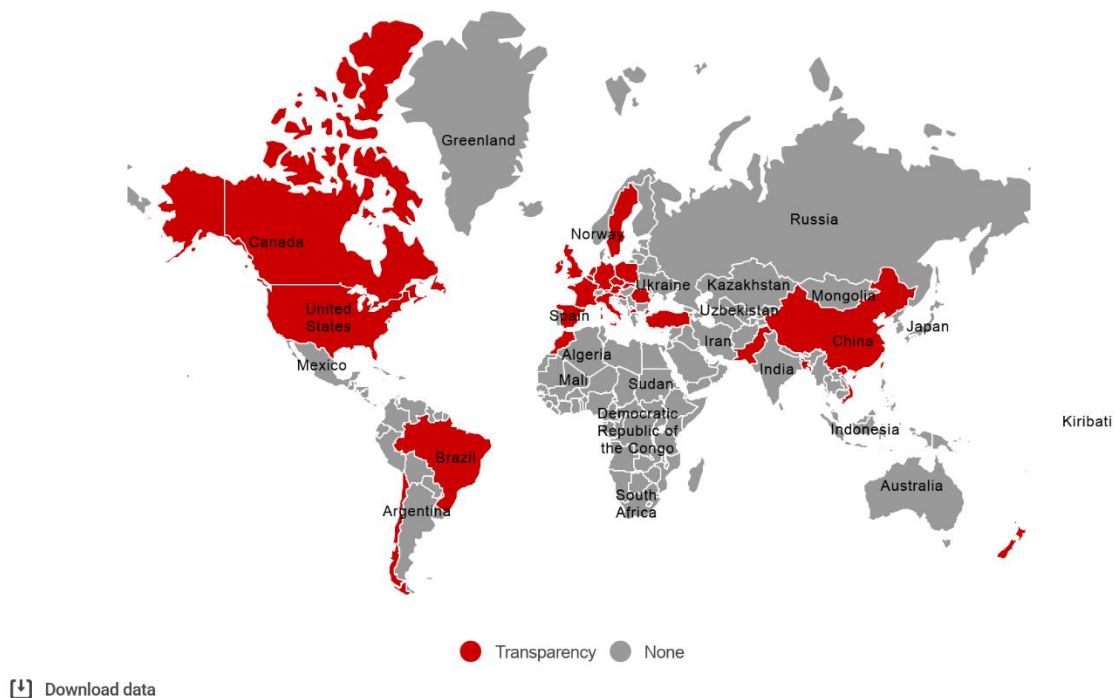 Greenland
Russia
Norway
Canada
Ukraine
Kazakhstan
Mongolia
United
States
Spain
Uzbekistan
Japan
China
Iran
Algeria
Mexico
India
Mali
Sudan
Democratic
Republic of
the Congo
Kiribati
Indonesia
Brazil
Australia
South
Africa
Argentina
Transparency
None
Download data